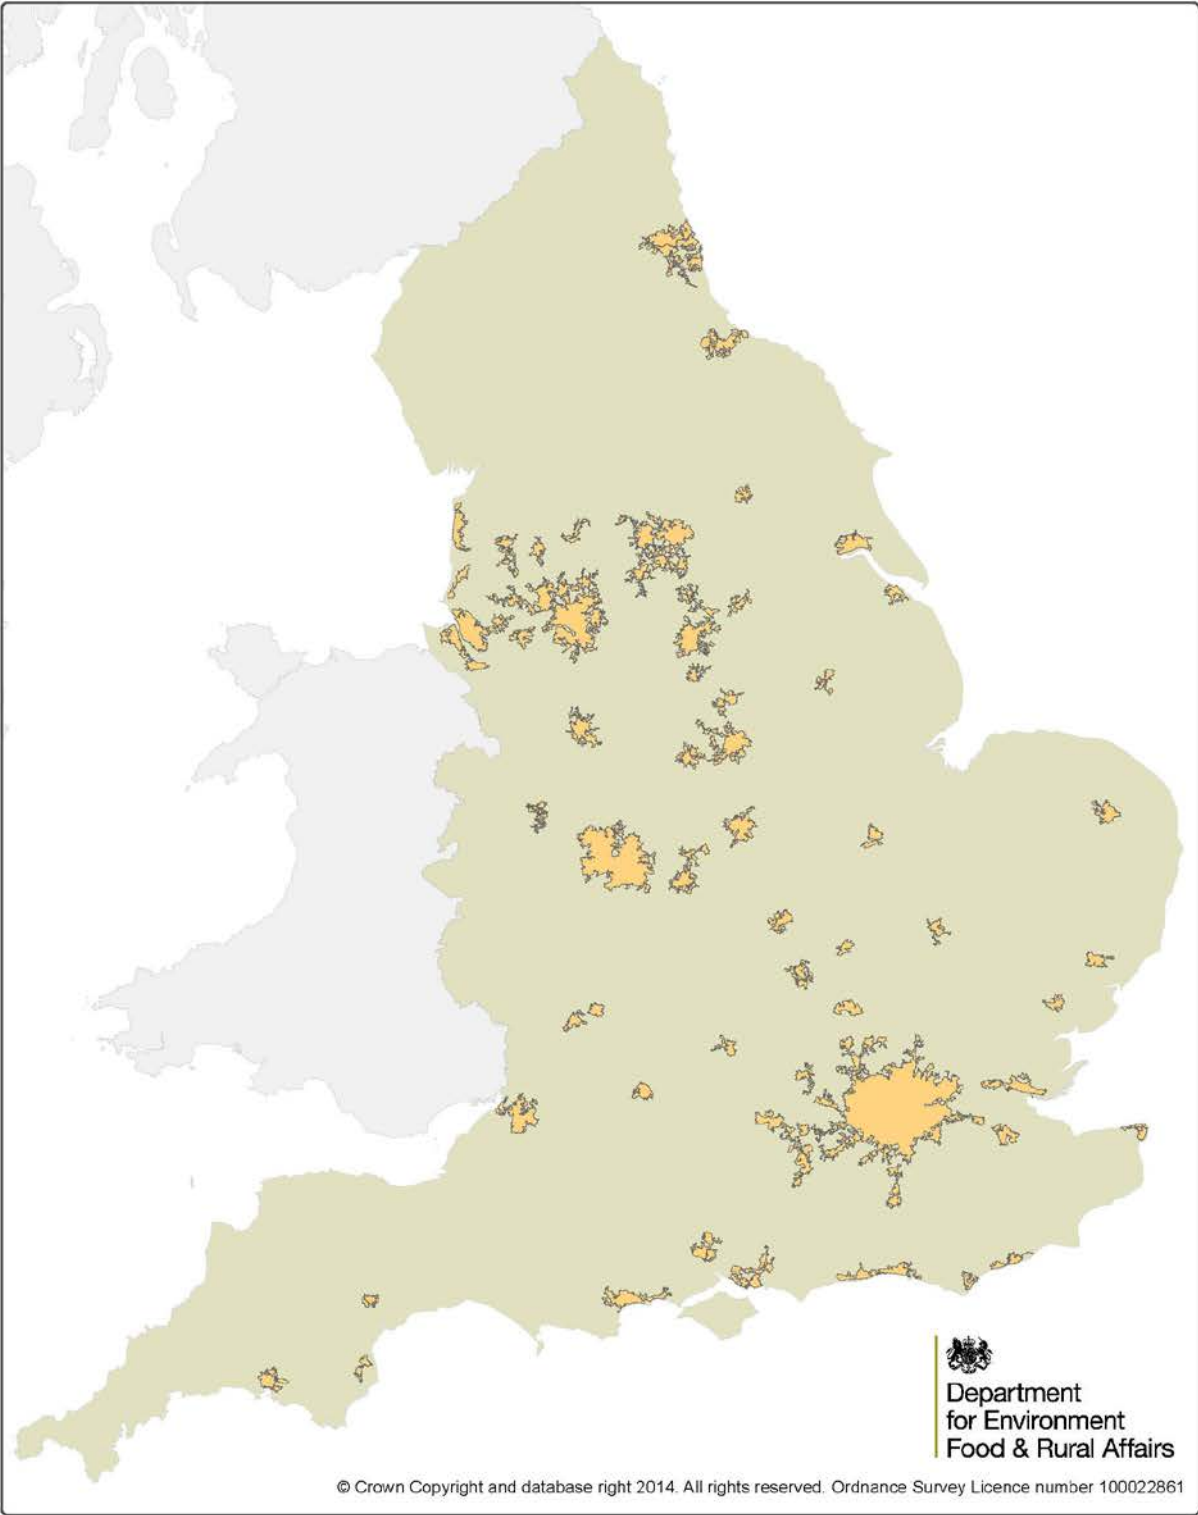 Department
for Environment
Food & Rural Affairs
© Crown Copyright and database right 2014. All rights reserved. Ordnance Survey Licence number 100022861